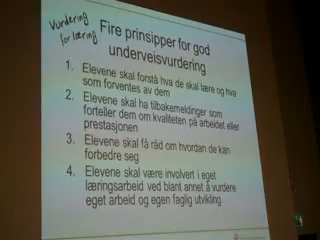 Vurdering
for læring
Fire prinsipper for god
underveisvurdering
1. Elevene skal forstå hva de skal lære og hva
som forventes av dem
2. Elevene skal ha tilbakemeldinger som
forteller dem om kvaliteten på arbeidet eller
prestasjonen
3. Elevene skal få råd om hvordan de kan
forbedre seg
4. Elevene skal være involvert i eget
læringsarbeid ved blant annet å vurdere
eget arbeid og egen faglig utvikling